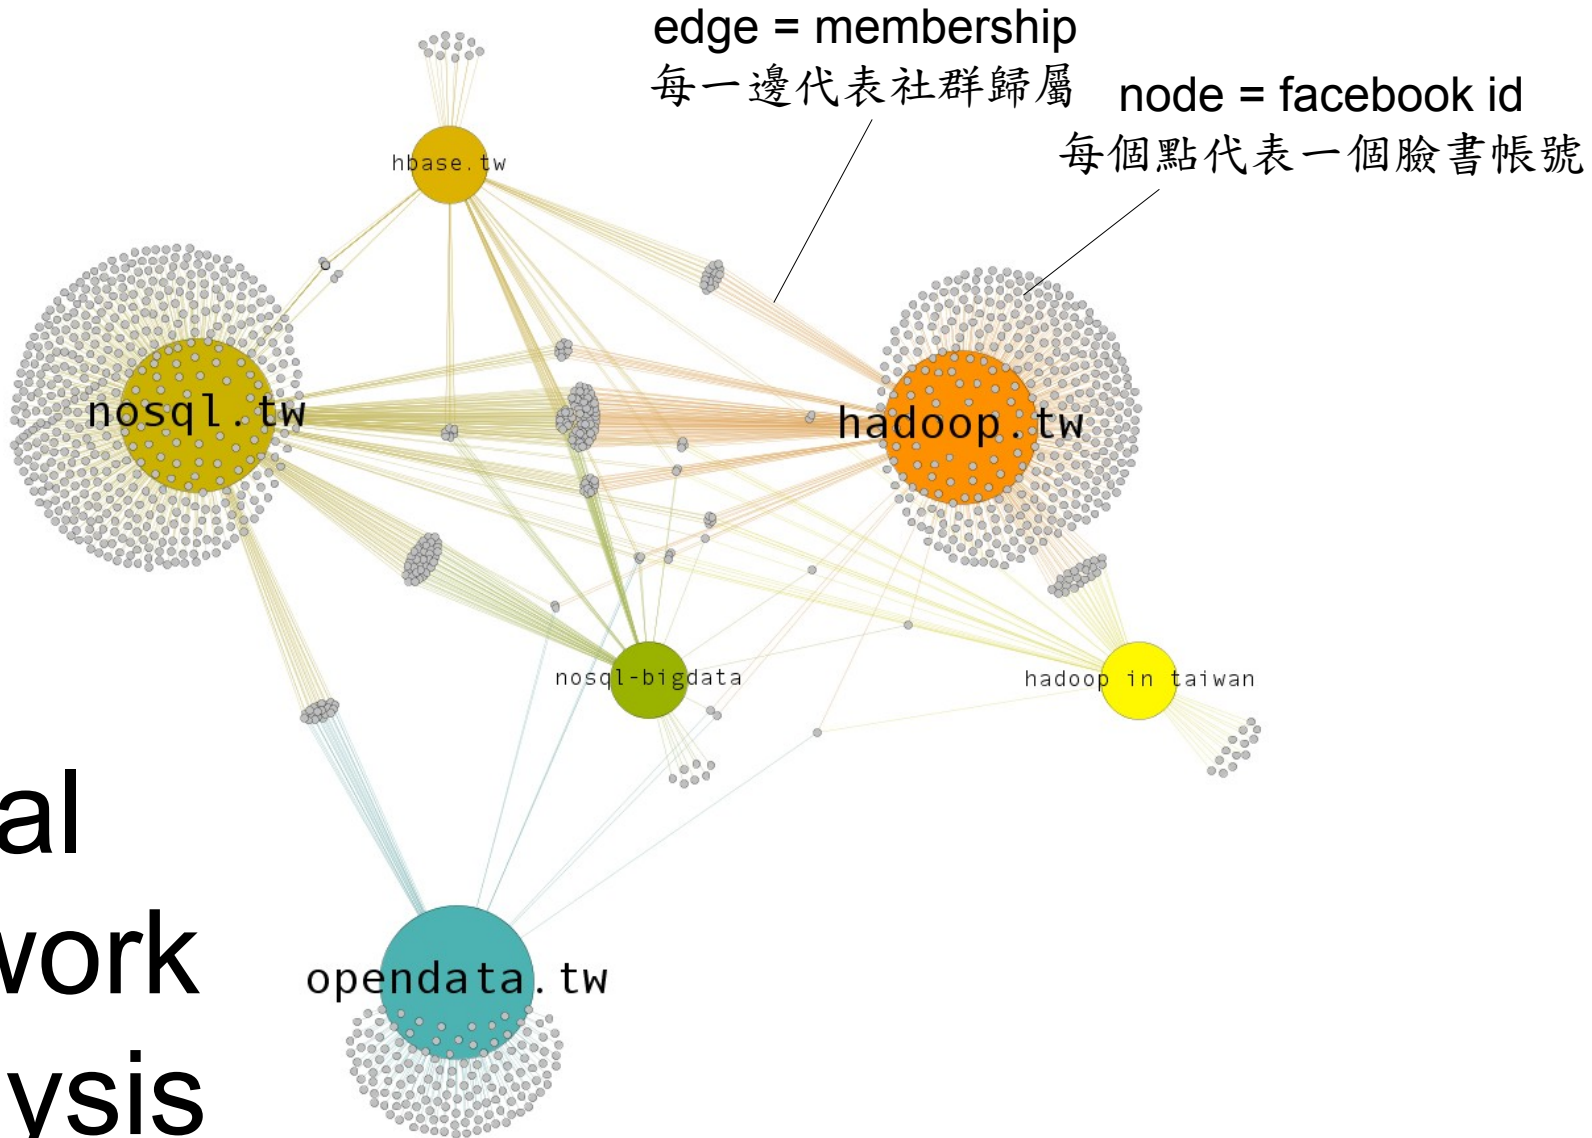 edge = membership
每一邊代表社群歸屬
node = facebook id
每個點代表一個臉書帳號
hbase.tw
nosql.tw
hadoop.tw
nosql-bigdata
hadoop in taiwan
al
work
opendata.tw
lysis